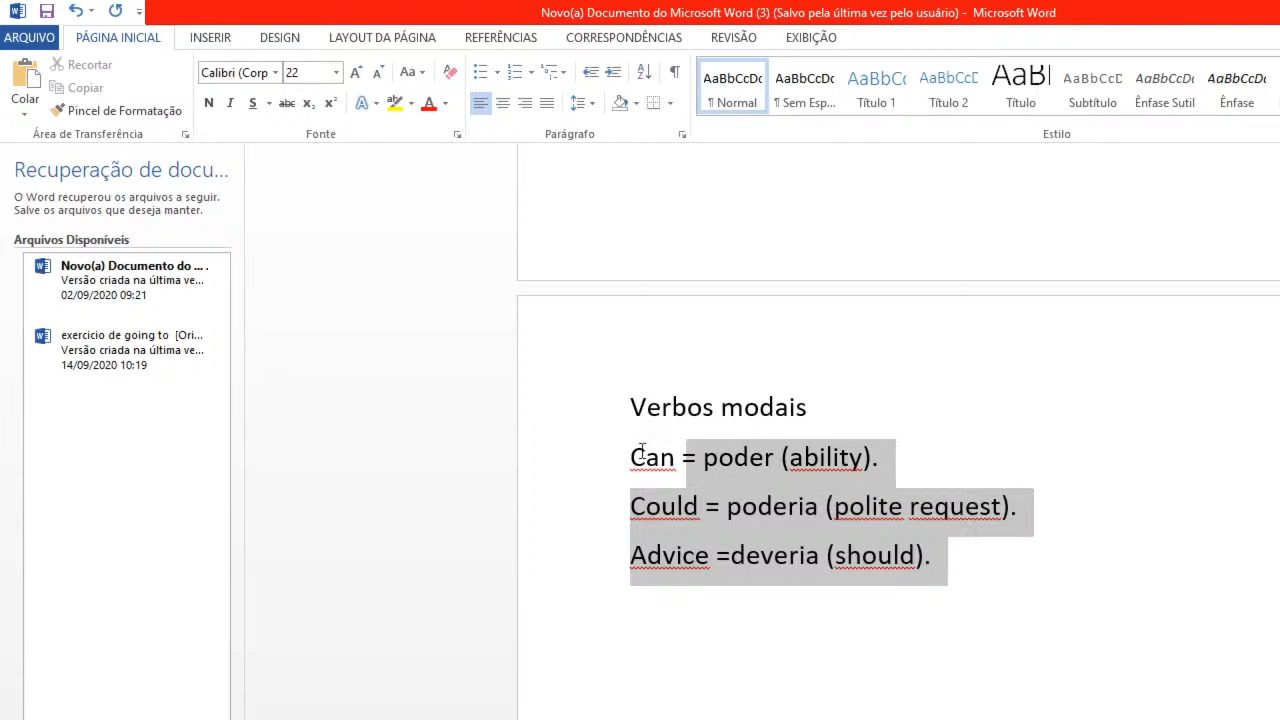 Novo(a) Documento do Microsoft Word (3) (Salvo pela última vez pelo usuário) - Microsoft Word
ARQUIVO PÁGINA INICIAL INSERIR DESIGN LAYOUT DA PÁGINA REFERÊNCIAS CORRESPONDÊNCIAS REVISÃO EXIBIÇÃO
Colar
Recortar
Copiar
Pincel de Formatação
Área de Transferência
Calibri (Corp 22
Fonte
Parágrafo
AaBbCcDc AaBbCcDc AaBbCc AaBbCcD AaBl AaBbCcD AaBbCcDc AaBbCcDc
¶ Normal ¶ Sem Esp... Título 1 Título 2 Título Subtítulo Ênfase Sutil Ênfase
Estilo
Recuperação de docu...
O Word recuperou os arquivos a seguir.
Salve os arquivos que deseja manter.
Arquivos Disponíveis
Novo(a) Documento do ... .
Versão criada na última ve...
02/09/2020 09:21
exercicio de going to [Ori...
Versão criada na última ve...
14/09/2020 10:19
Verbos modais
Can = poder (ability).
Could = poderia (polite request).
Advice =deveria (should).